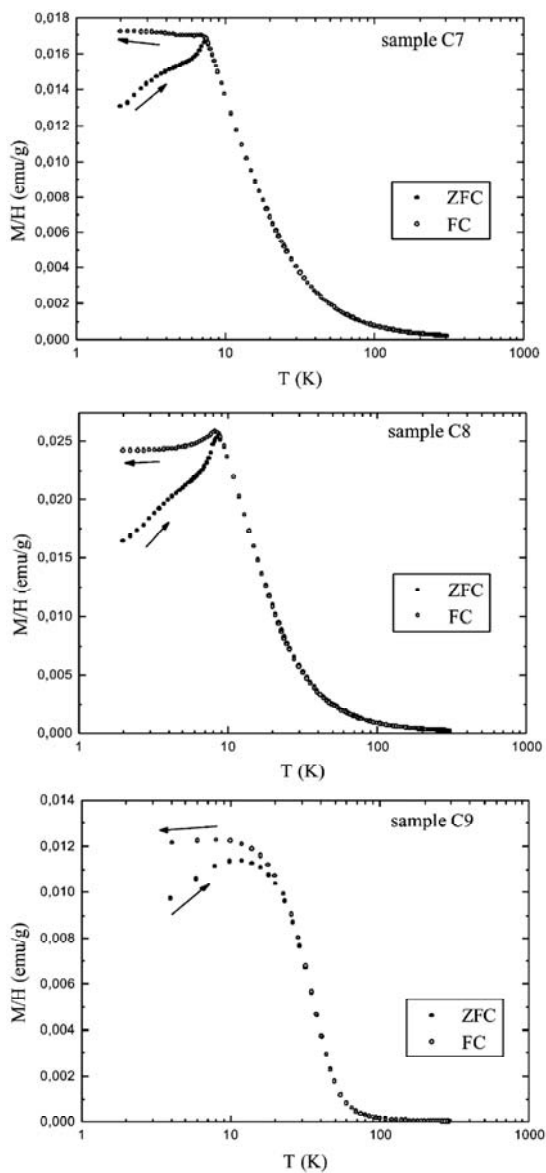 0,018
sample C7
0,016
0,014
0,012
0,010
0,008
0,006
0,004
0,002
0,000
M/H (emu/g)
ZFC
FC
1
10
100
1000
T (K)
sample C8
0,025
0,020
0,015
0,010
0,005
0,000
M/H (emu/g)
ZFC
FC
1
10
100
1000
T (K)
0,014
sample C9
0,012
0,010
0,008
0,006
0,004
0,002
0,000
M/H (emu/g)
ZFC
FC
1
10
100
1000
T (K)